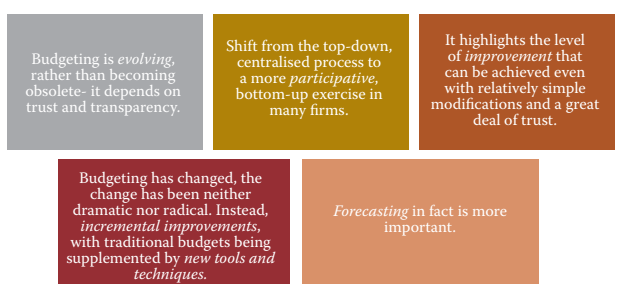 Budgeting is evolving,
rather than becoming
obsolete- it depends on
trust and transparency.
Shift from the top-down,
centralised process to
a more participative,
bottom-up exercise in
many firms.
It highlights the level
of improvement that
can be achieved even
with relatively simple
modifications and a great
deal of trust.
Budgeting has changed, the
change has been neither
dramatic nor radical. Instead,
incremental improvements,
with traditional budgets being
supplemented by new tools and
techniques.
Forecasting in fact is more
important.